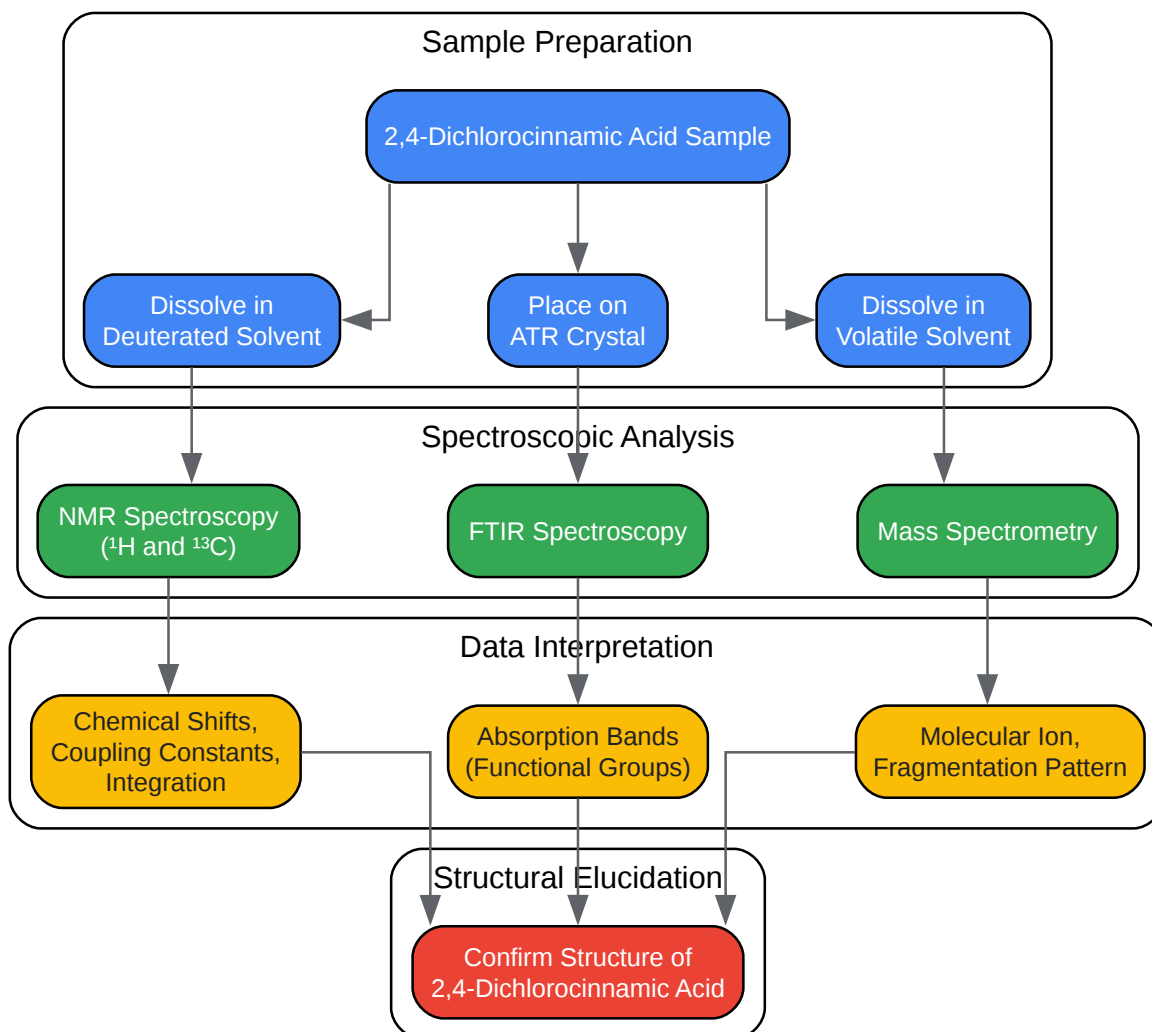 Sample Preparation
2,4-Dichlorocinnamic Acid Sample
Dissolve in
Deuterated Solvent
Place on
ATR Crystal
Dissolve in
Volatile Solvent
Spectroscopic Analysis
NMR Spectroscopy
(¹H and ¹³C)
FTIR Spectroscopy
Mass Spectrometry
Data Interpretation
Chemical Shifts,
Coupling Constants,
Integration
Absorption Bands
(Functional Groups)
Molecular Ion,
Fragmentation Pattern
Structural Elucidation
Confirm Structure of
2,4-Dichlorocinnamic Acid